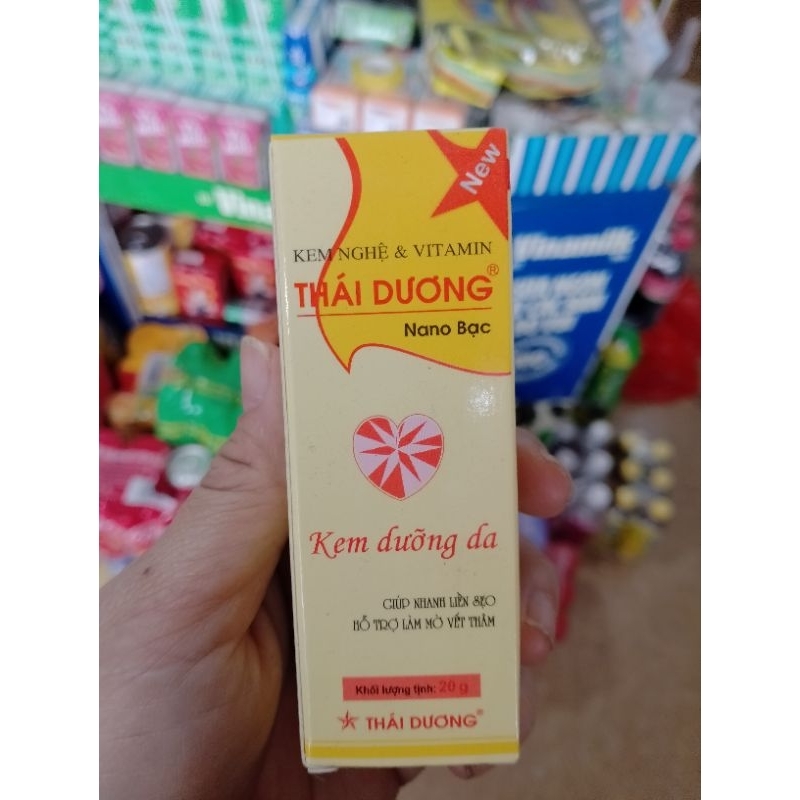 New
KEM NGHỆ & VITAMIN
THÁI DƯƠNG®
Nano Bạc
Kem dưỡng da
GIÚP NHANH LIỀN SẸO
HỖ TRỢ LÀM MỜ VẾT THÂM
Khối lượng tịnh: 20 g
THÁI DƯƠNG®
Vinamilk